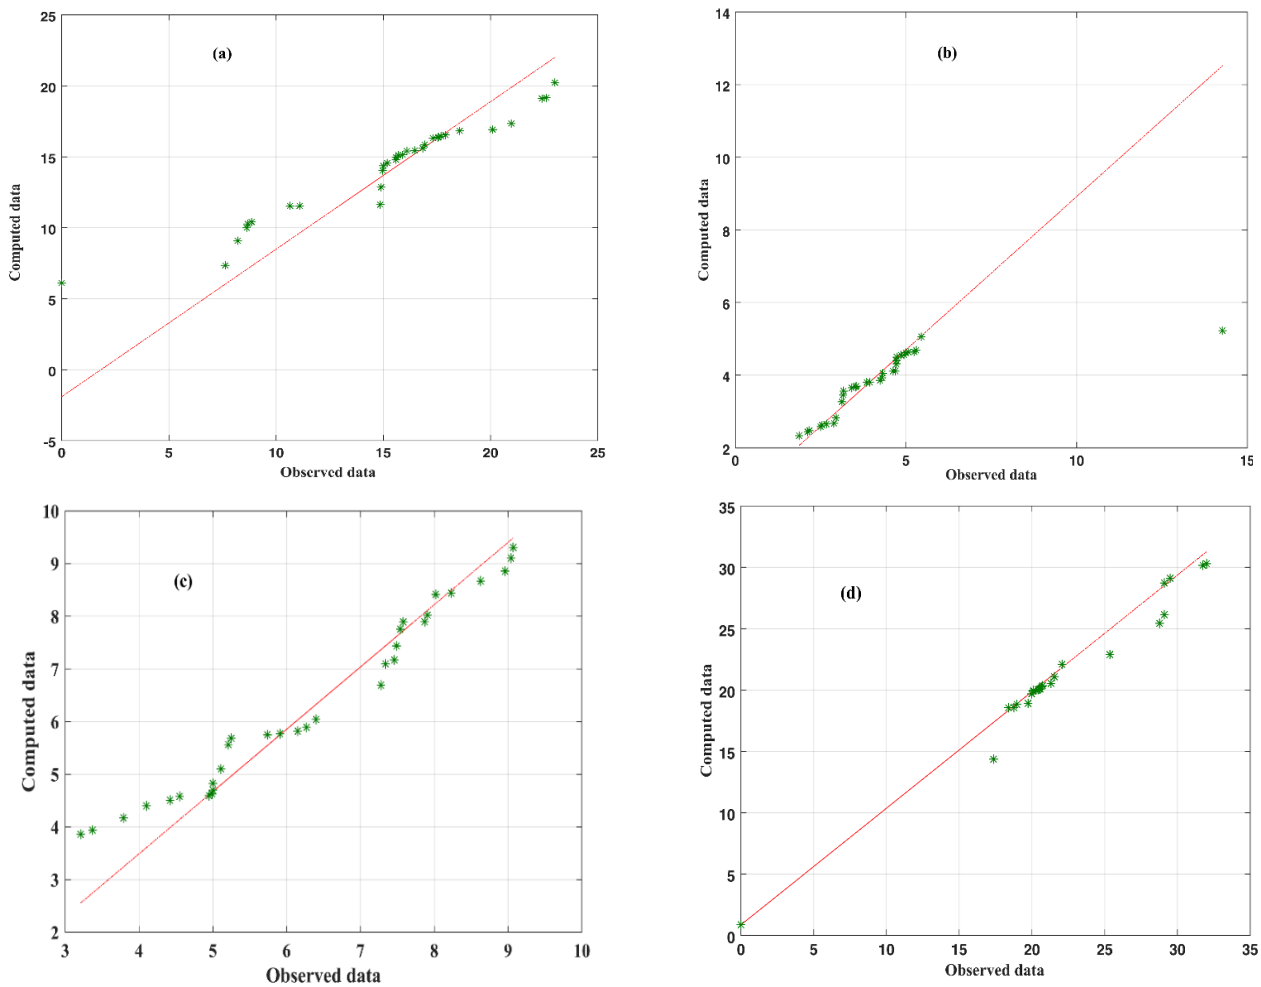 25
20
15
10
5
0
-5
Computed data
(a)
0 5 10 15 20 25
Observed data
14
12
10
8
6
4
2
Computed data
(b)
0 5 10 15
Observed data
10
9
8
7
6
5
4
3
2
Computed data
(c)
3 4 5 6 7 8 9 10
Observed data
35
30
25
20
15
10
5
0
Computed data
(d)
0 5 10 15 20 25 30 35
Observed data